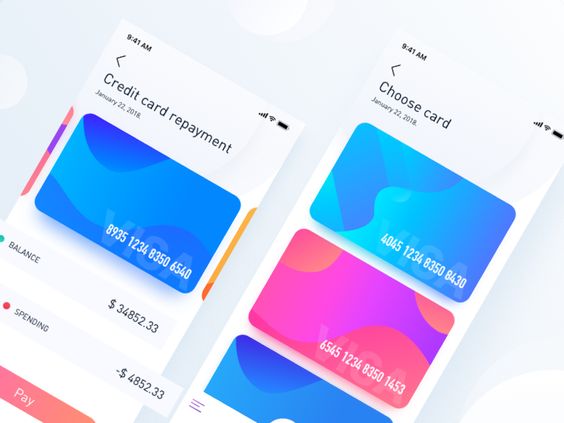 9:41 AM
Credit card repayment
January 22, 2018.
VISA
8935 1234 8350 6540
BALANCE
$ 34852.33
SPENDING
-$ 4852.33
Pay
9:41 AM
Choose card
January 22, 2018.
VISA
4045 1234 8350 8430
VISA
6545 1234 8350 1453